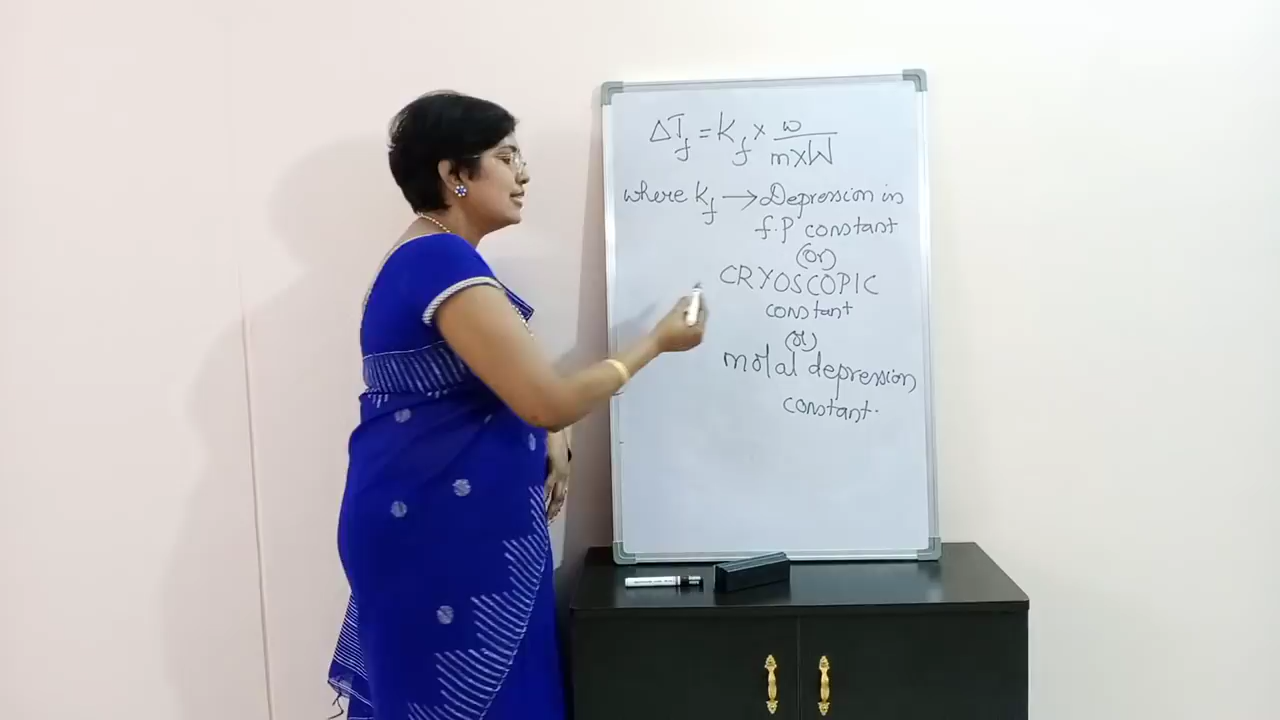 ΔTf = Kf × w / m×W
where Kf → Depression in
f.p constant
(or)
CRYOSCOPIC
constant
(or)
molal depression
constant.